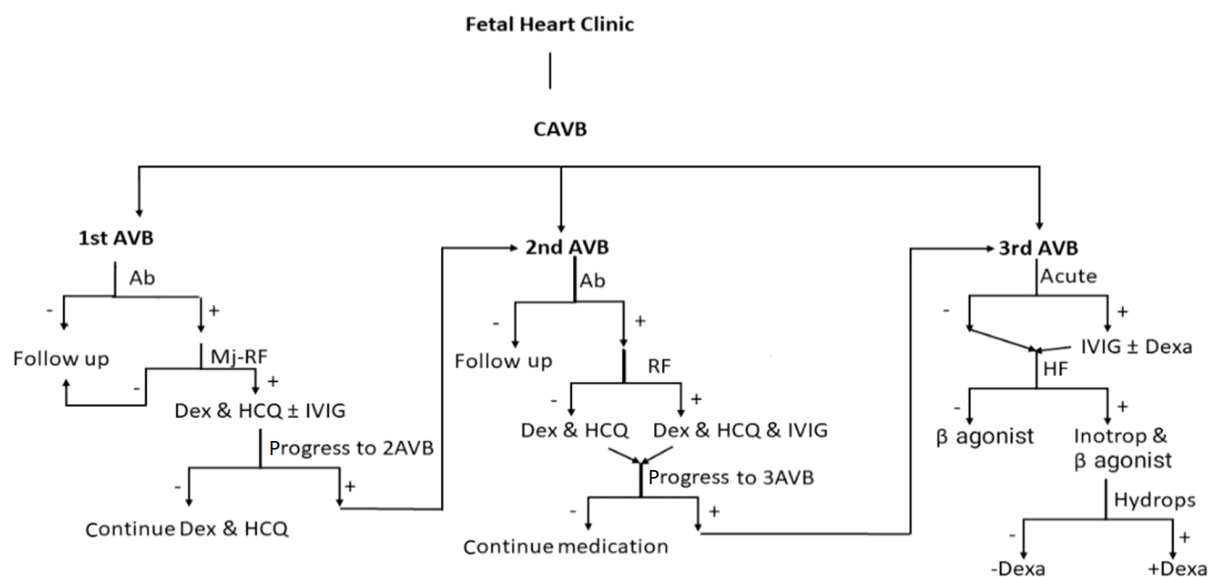 Fetal Heart Clinic
CAVB
1st AVB
2nd AVB
3rd AVB
Ab
Ab
Acute
-
+
-
+
-
+
Follow up
Mj-RF
Follow up
RF
IVIG ± Dexa
HF
-
+
-
+
-
+
Dex & HCQ ± IVIG
Dex & HCQ
Dex & HCQ & IVIG
β agonist
Inotrop &
β agonist
Progress to 2AVB
Progress to 3AVB
-
+
-
+
Hydrops
-
+
Continue Dex & HCQ
Continue medication
-Dexa
+Dexa